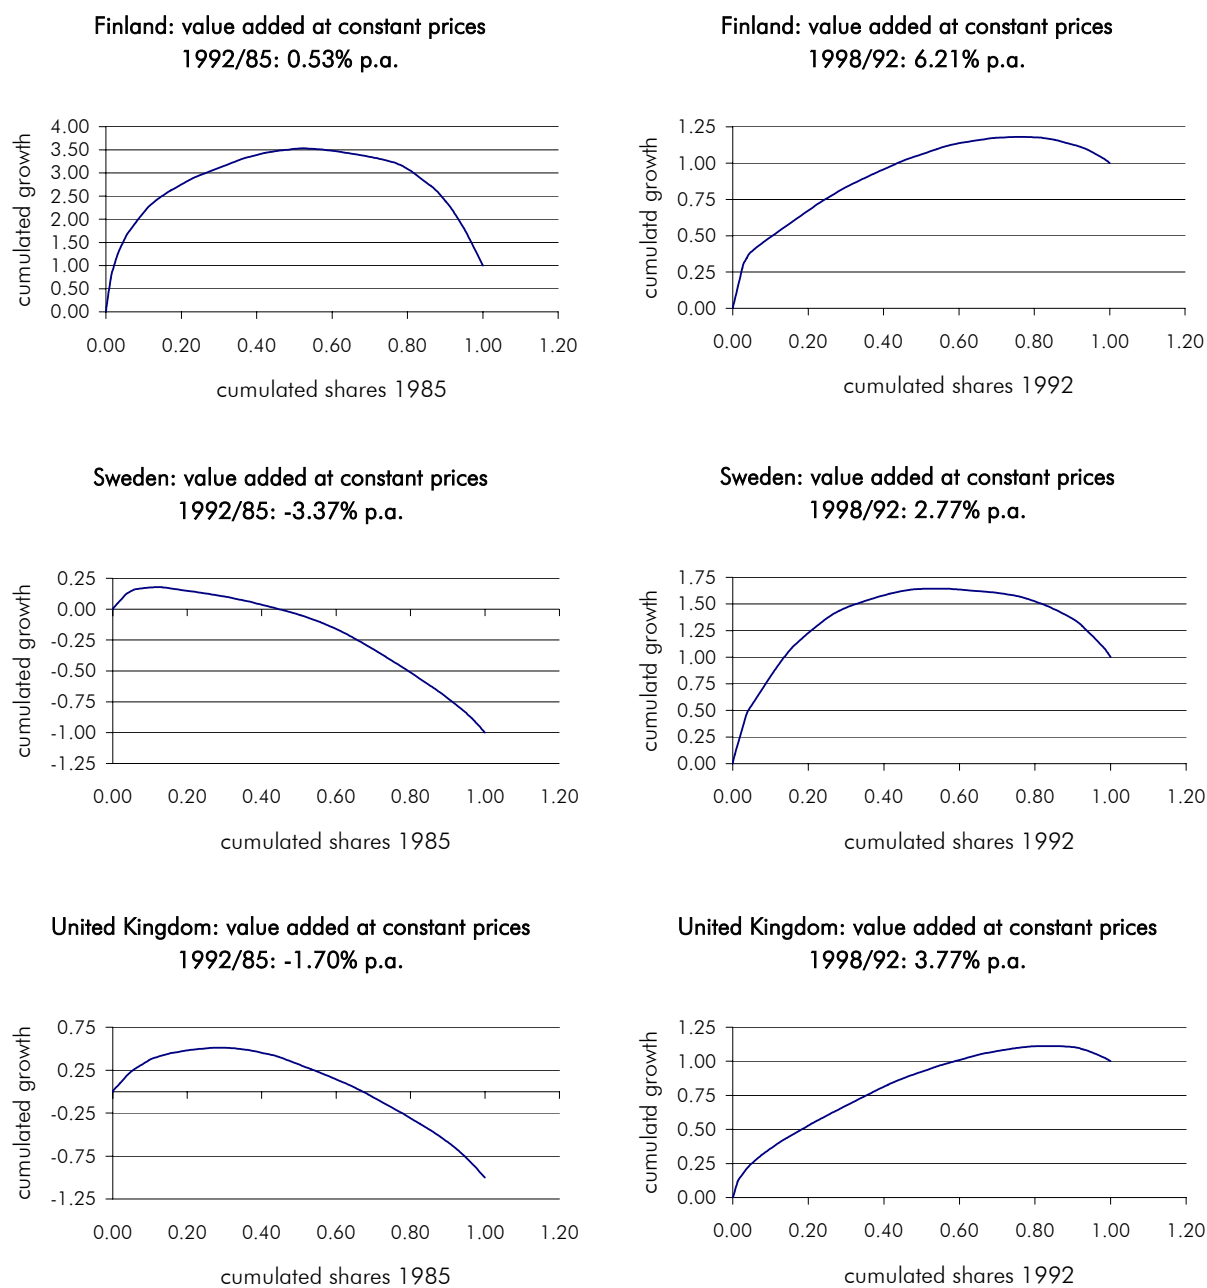 Finland: value added at constant prices
1992/85: 0.53% p.a.
cumulated growth
4.00
3.50
3.00
2.50
2.00
1.50
1.00
0.50
0.00
0.00 0.20 0.40 0.60 0.80 1.00 1.20
cumulated shares 1985
Finland: value added at constant prices
1998/92: 6.21% p.a.
cumulatd growth
1.25
1.00
0.75
0.50
0.25
0.00
0.00 0.20 0.40 0.60 0.80 1.00 1.20
cumulated shares 1992
Sweden: value added at constant prices
1992/85: -3.37% p.a.
cumulated growth
0.25
0.00
-0.25
-0.50
-0.75
-1.00
-1.25
0.00 0.20 0.40 0.60 0.80 1.00 1.20
cumulated shares 1985
Sweden: value added at constant prices
1998/92: 2.77% p.a.
cumulatd growth
1.75
1.50
1.25
1.00
0.75
0.50
0.25
0.00
0.00 0.20 0.40 0.60 0.80 1.00 1.20
cumulated shares 1992
United Kingdom: value added at constant prices
1992/85: -1.70% p.a.
cumulated growth
0.75
0.25
-0.25
-0.75
-1.25
0.00 0.20 0.40 0.60 0.80 1.00 1.20
cumulated shares 1985
United Kingdom: value added at constant prices
1998/92: 3.77% p.a.
cumulatd growth
1.25
1.00
0.75
0.50
0.25
0.00
0.00 0.20 0.40 0.60 0.80 1.00 1.20
cumulated shares 1992